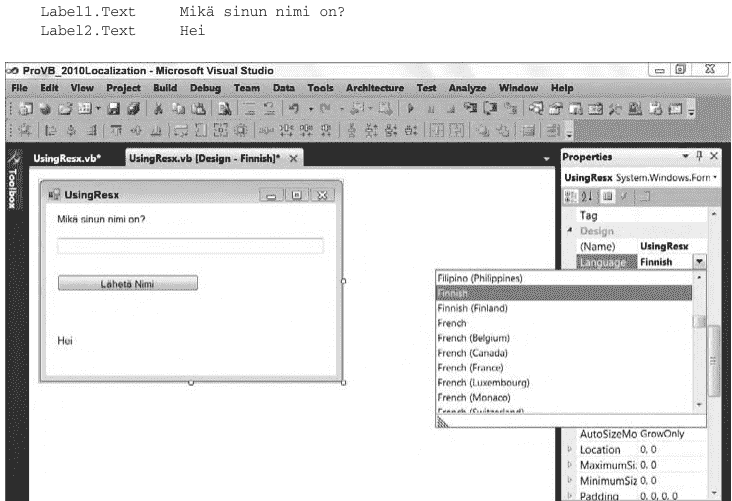 Label1.Text Mikä sinun nimi on?
Label2.Text Hei
ProVB_2010Localization - Microsoft Visual Studio
File Edit View Project Build Debug Team Data Tools Architecture Test Analyze Window Help
Toolbox
UsingResx.vb* UsingResx.vb [Design - Finnish]*
UsingResx
Mikä sinun nimi on?
Lähetä Nimi
Hei
Properties
UsingResx System.Windows.Forn
Tag
Design
(Name) UsingResx
Language Finnish
Filipino (Philippines)
Finnish
Finnish (Finland)
French
French (Belgium)
French (Canada)
French (France)
French (Luxembourg)
French (Monaco)
French (Switzerland)
AutoSizeMo GrowOnly
Location 0, 0
MaximumSi: 0, 0
MinimumSiz 0, 0
Padding 0, 0, 0, 0